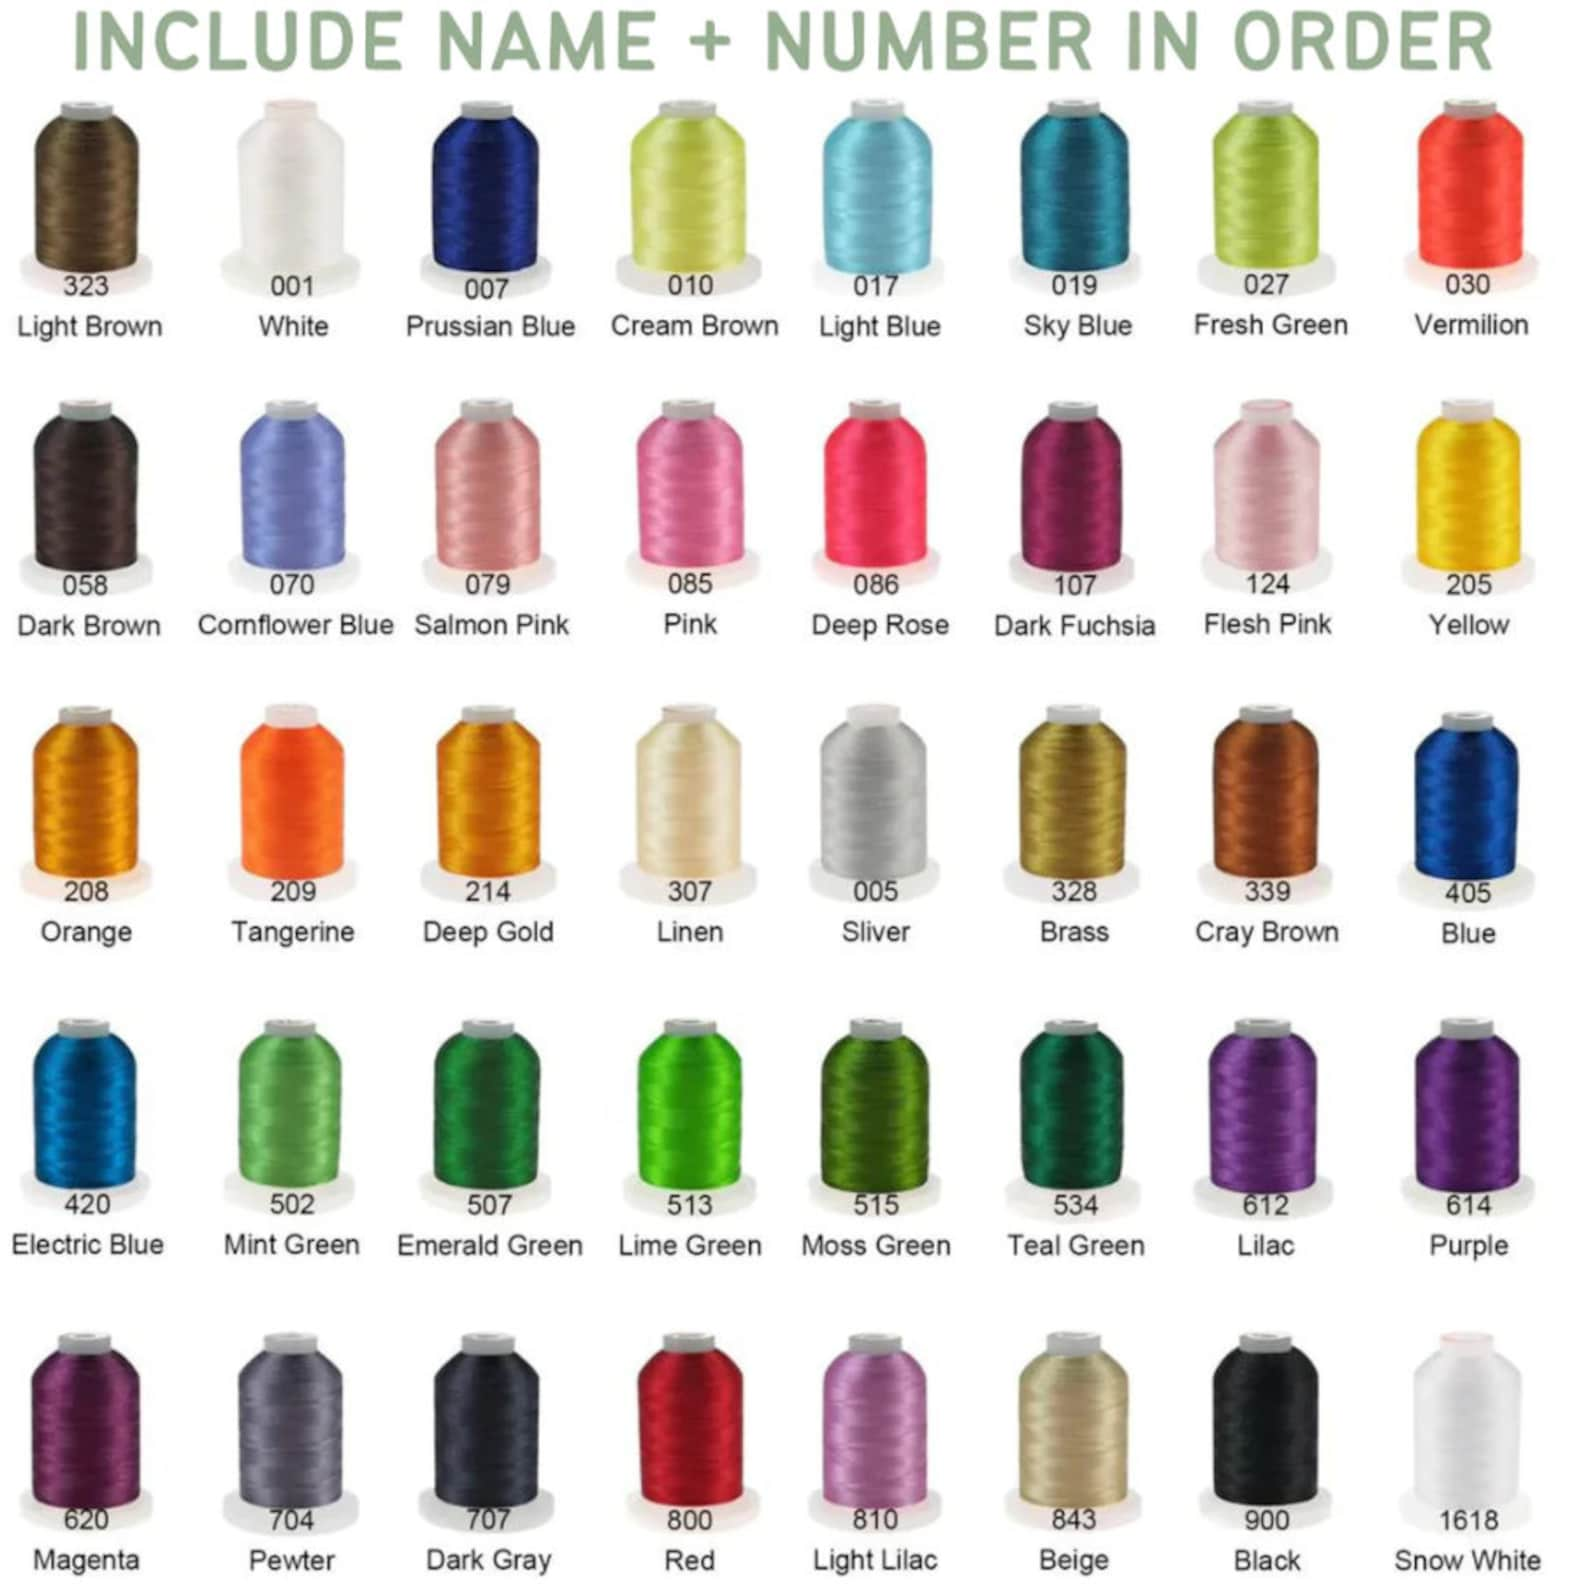 INCLUDE NAME + NUMBER IN ORDER
323 001 007 010 017 019 027 030
Light Brown White Prussian Blue Cream Brown Light Blue Sky Blue Fresh Green Vermilion
058 070 079 085 086 107 124 205
Dark Brown Cornflower Blue Salmon Pink Pink Deep Rose Dark Fuchsia Flesh Pink Yellow
208 209 214 307 005 328 339 405
Orange Tangerine Deep Gold Linen Sliver Brass Cray Brown Blue
420 502 507 513 515 534 612 614
Electric Blue Mint Green Emerald Green Lime Green Moss Green Teal Green Lilac Purple
620 704 707 800 810 843 900 1618
Magenta Pewter Dark Gray Red Light Lilac Beige Black Snow White